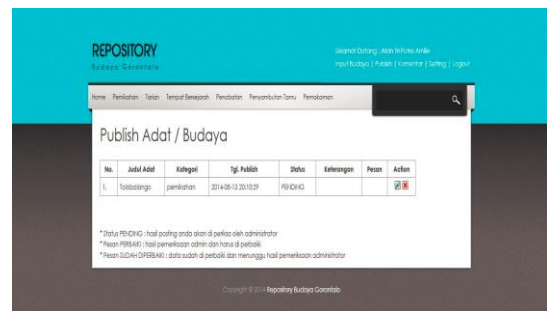 REPOSITORY
Budaya Gorontalo
Selamat Datang : Allan
Input Budaya | Publish | Komentar | Setting | Logout
Home Pernikahan Tarian Tempat Bersejarah Penobatan Penyambutan Tamu Pemakaman
Publish Adat / Budaya
No. Judul Adat Kategori Tgl. Publish Status Keterangan Pesan Action
1. Tolobalango pernikahan 2014-08-13 20:10:29 PENDING
* Status PENDING : hasil posting anda akan di periksa oleh administrator
* Pesan PERBAIKI : hasil pemeriksaan admin dan harus di perbaiki
* Pesan SUDAH DIPERBAIKI : data sudah di perbaiki dan menunggu hasil pemeriksaan administrator
Copyright © 2014 Repository Budaya Gorontalo